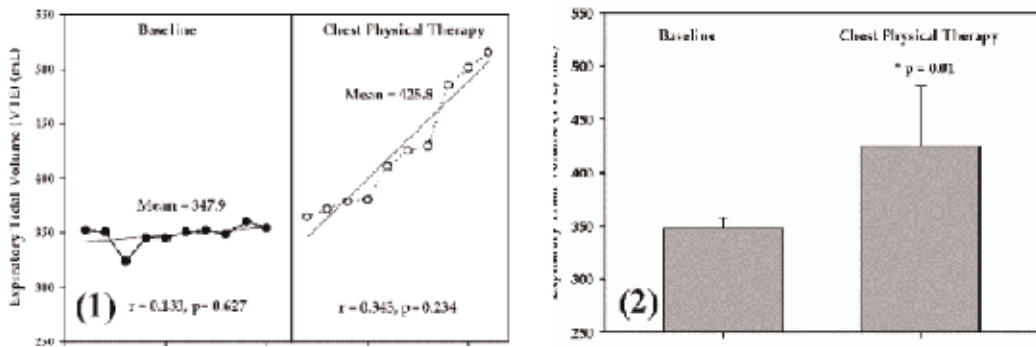 Expiratory Tidal Volume (VTE) (mL)
550
500
450
400
350
300
250
Baseline
Chest Physical Therapy
Mean = 425.8
Mean = 347.9
(1)
r = 0.133, p= 0.627
r = 0.343, p= 0.234
550
500
450
400
350
300
250
Baseline
Chest Physical Therapy
* p = 0.01
(2)